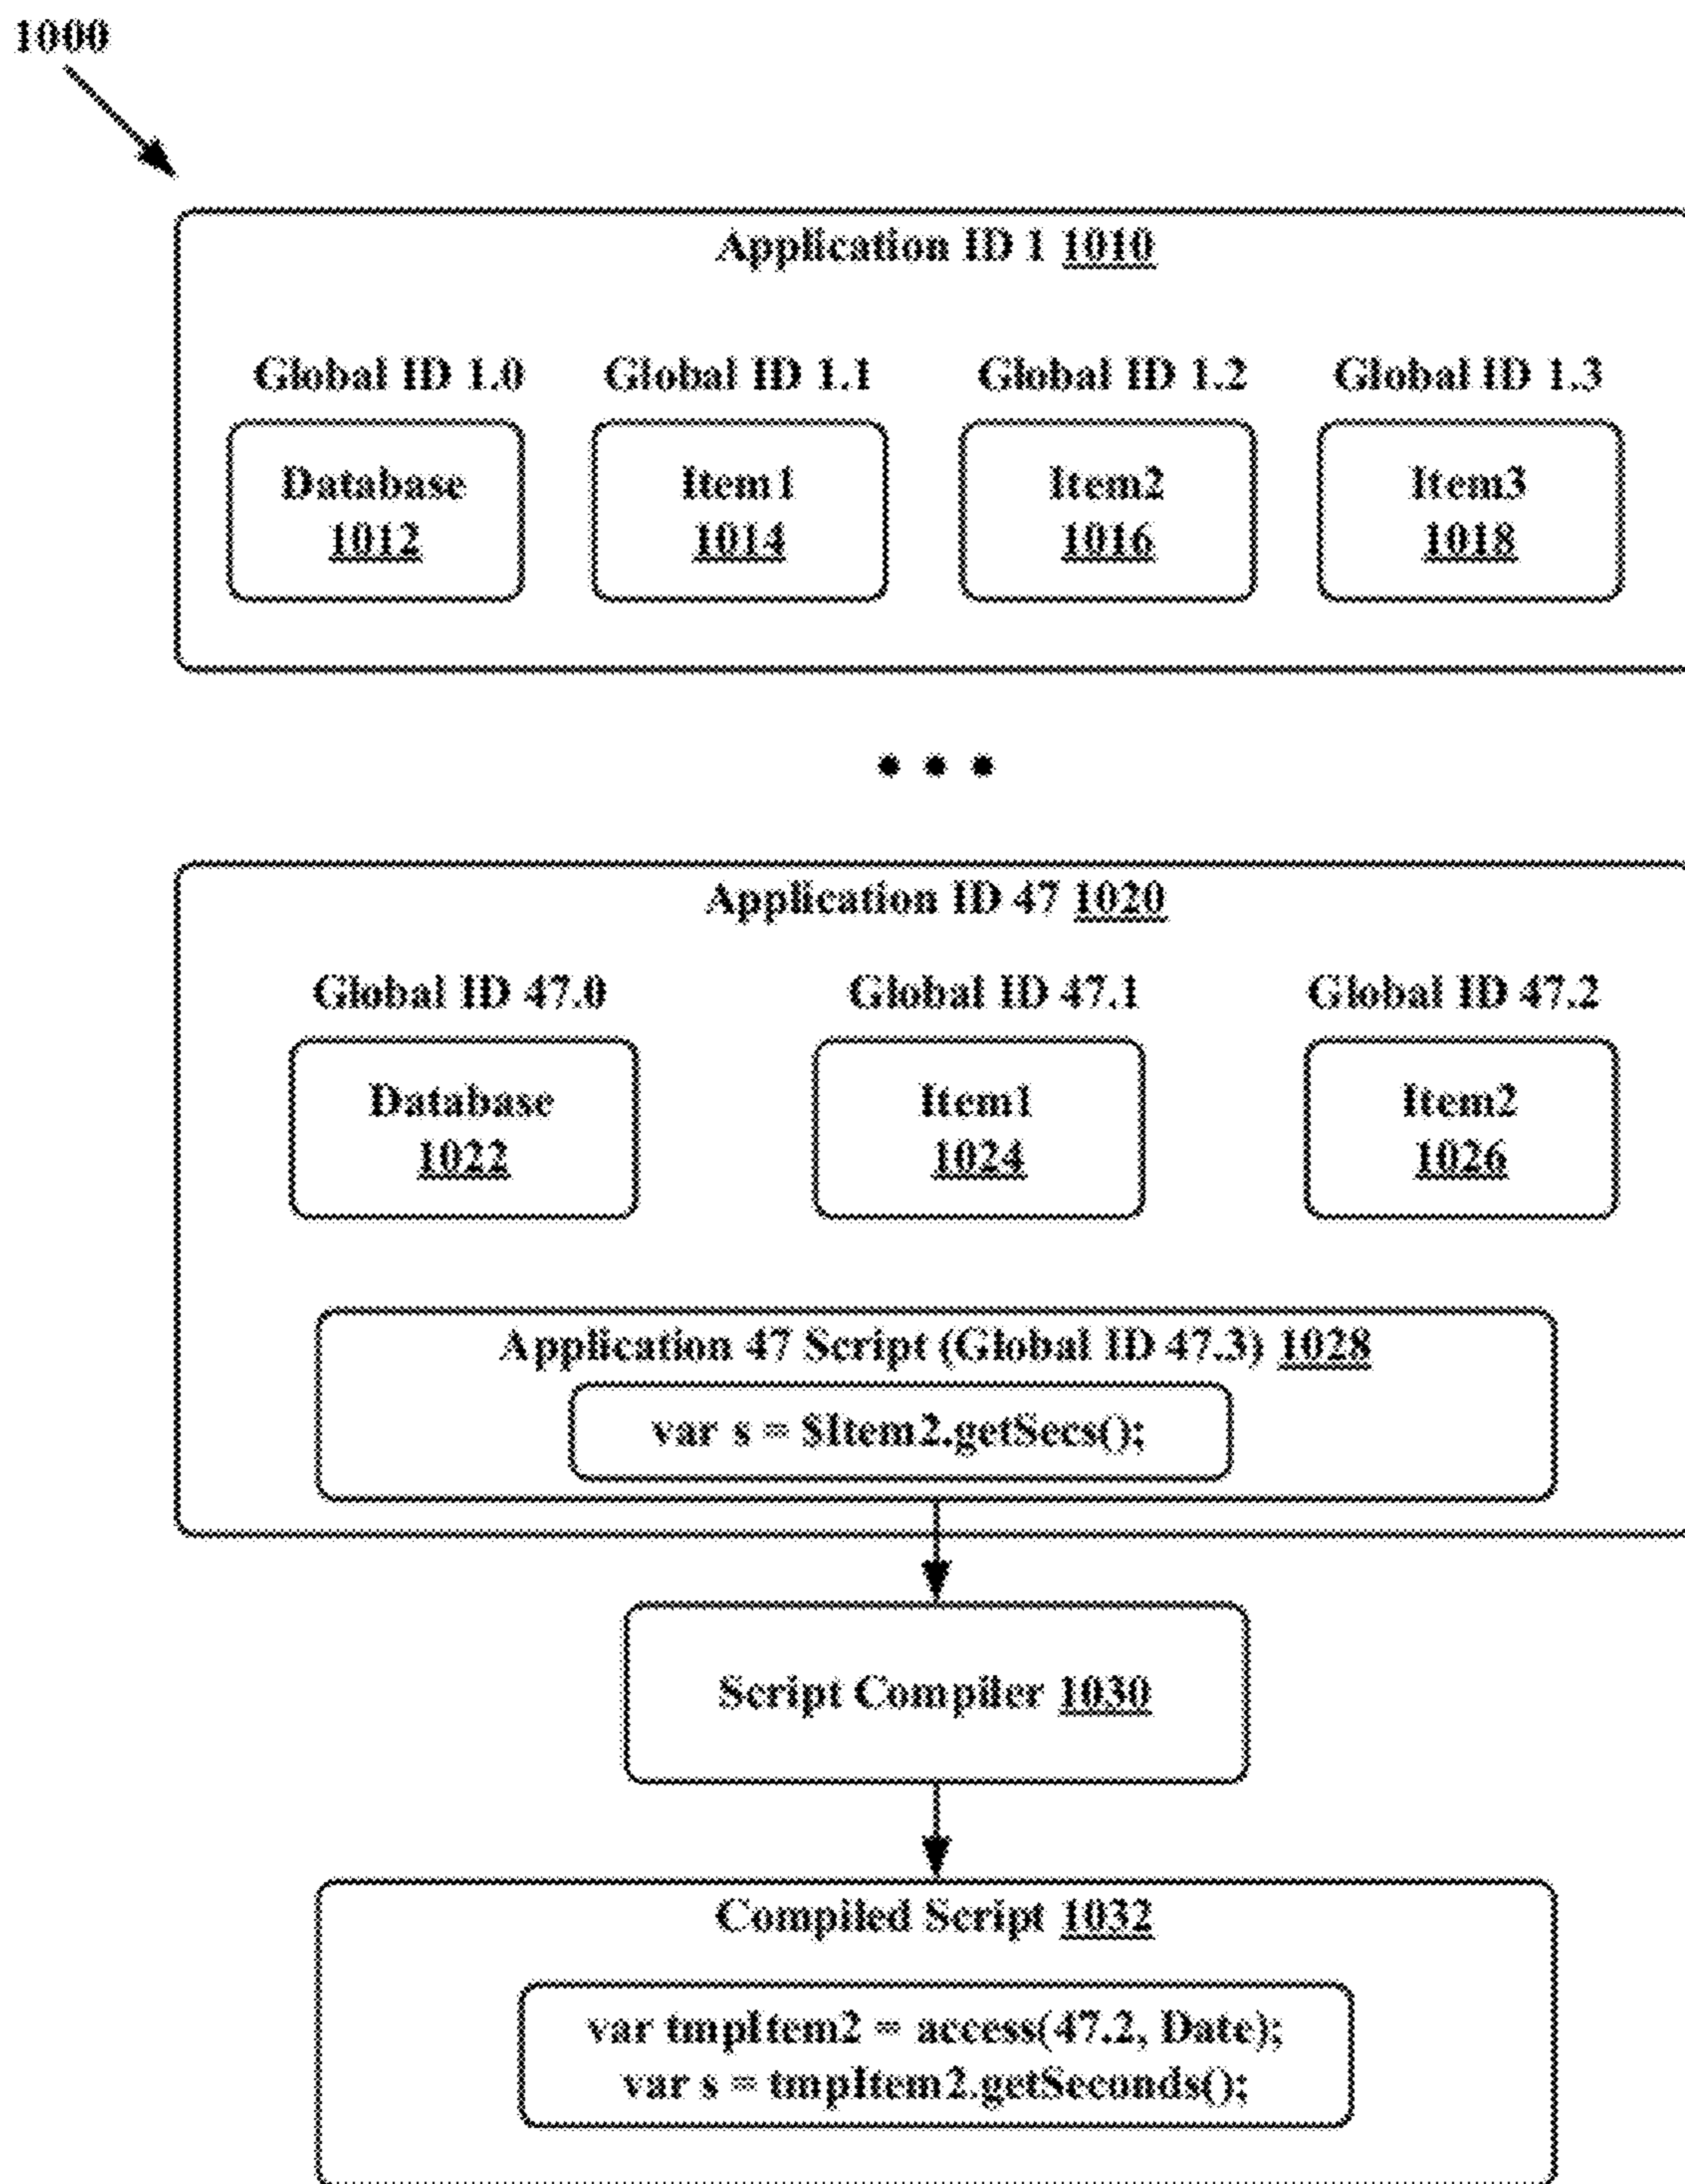 1000
Application ID 1 1010
Global ID 1.0 Global ID 1.1 Global ID 1.2 Global ID 1.3
Database Item1 Item2 Item3
1012 1014 1016 1018
Application ID 47 1020
Global ID 47.0 Global ID 47.1 Global ID 47.2
Database Item1 Item2
1022 1024 1026
Application 47 Script (Global ID 47.3) 1028
var s = $Item2.getSecs();
Script Compiler 1030
Compiled Script 1032
var tmpItem2 = access(47.2, Date);
var s = tmpItem2.getSeconds();